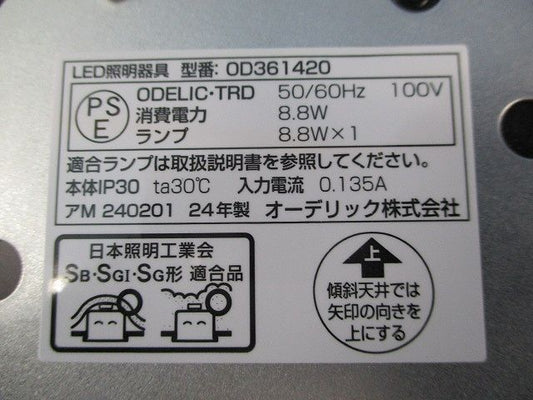 LED照明器具 型番: OD361420
PSE
ODELIC・TRD 50/60Hz 100V
消費電力 8.8W
ランプ 8.8W×1
適合ランプは取扱説明書を参照してください。
本体IP30 ta30℃ 入力電流 0.135A
アM 240201 24年製 オーデリック株式会社
日本照明工業会
SB・SGI・SG形 適合品
上
傾斜天井では
矢印の向きを
上にする